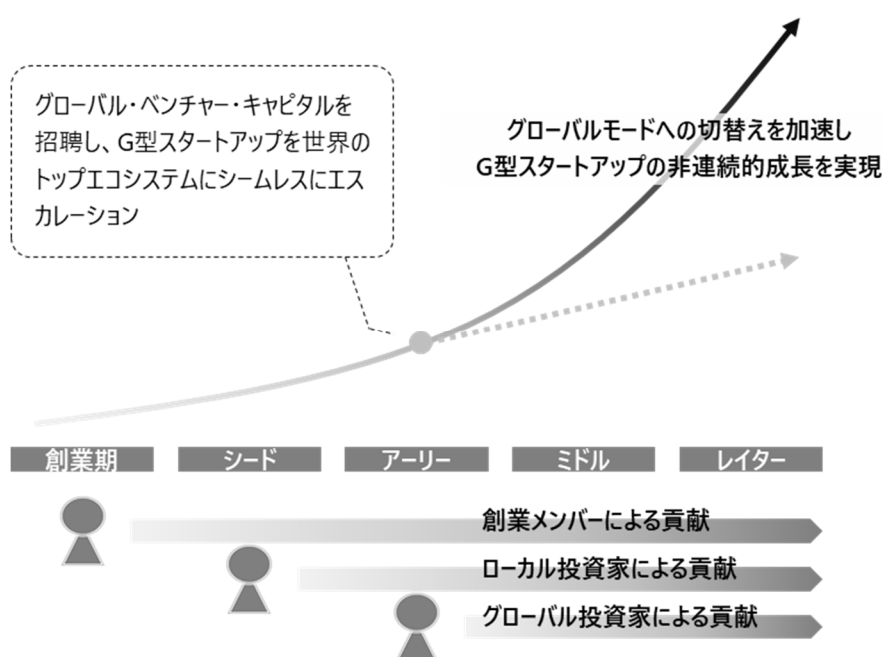 グローバル・ベンチャー・キャピタルを
招聘し、G型スタートアップを世界の
トップエコシステムにシームレスにエス
カレーション
グローバルモードへの切替えを加速し
G型スタートアップの非連続的成長を実現
創業期 シード アーリー ミドル レイター
創業メンバーによる貢献
ローカル投資家による貢献
グローバル投資家による貢献